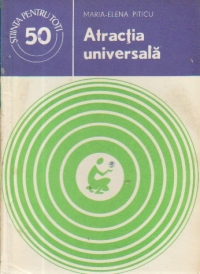 ȘTIINȚA PENTRU TOȚI
50
MARIA-ELENA PITICU
Atracția
universală